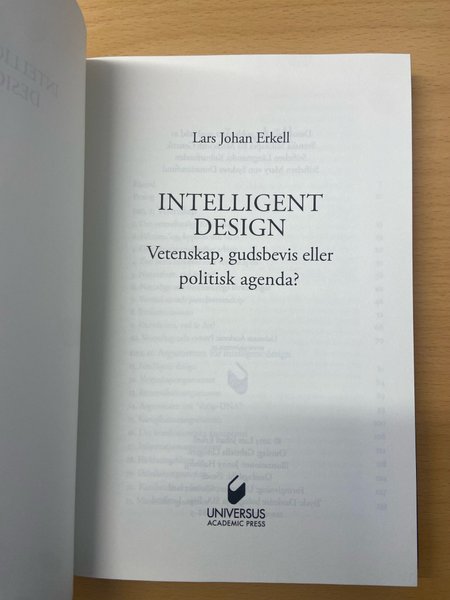 Lars Johan Erkell
INTELLIGENT
DESIGN
Vetenskap, gudsbevis eller
politisk agenda?
UNIVERSUS
ACADEMIC PRESS